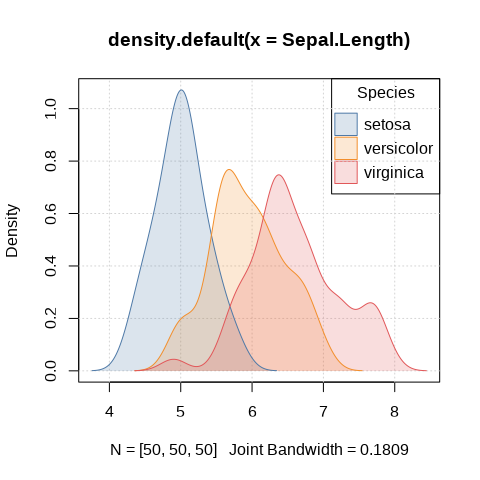 density.default(x = Sepal.Length)
Species
setosa
versicolor
virginica
Density
1.0
0.8
0.6
0.4
0.2
0.0
4 5 6 7 8
N = [50, 50, 50] Joint Bandwidth = 0.1809